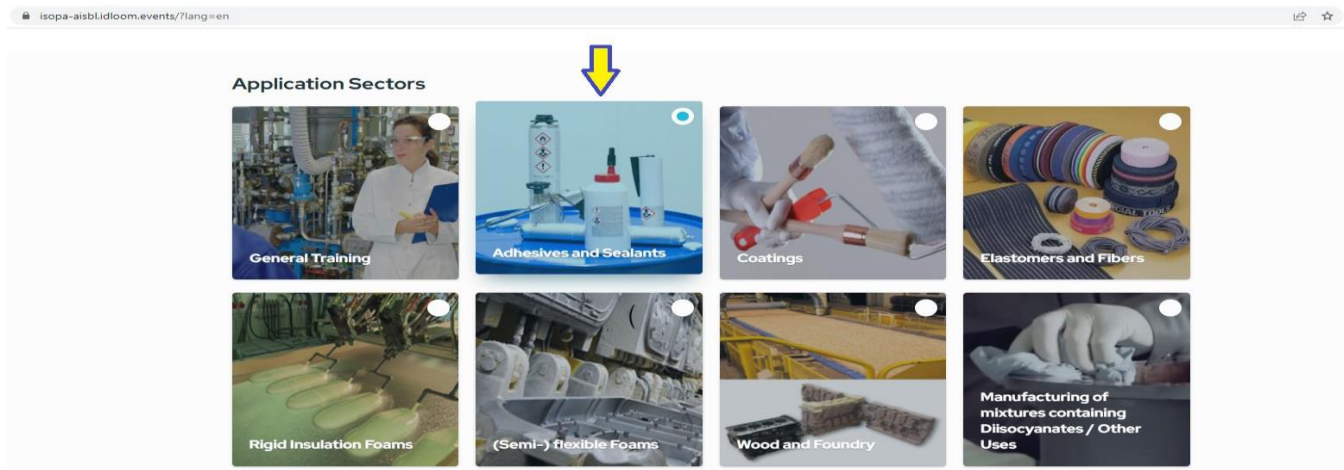 isopa-aisbl.idloom.events/?lang=en
Application Sectors
General Training
Adhesives and Sealants
Coatings
Elastomers and Fibers
Rigid Insulation Foams
(Semi-) flexible Foams
Wood and Foundry
Manufacturing of
mixtures containing
Diisocyanates / Other
Uses